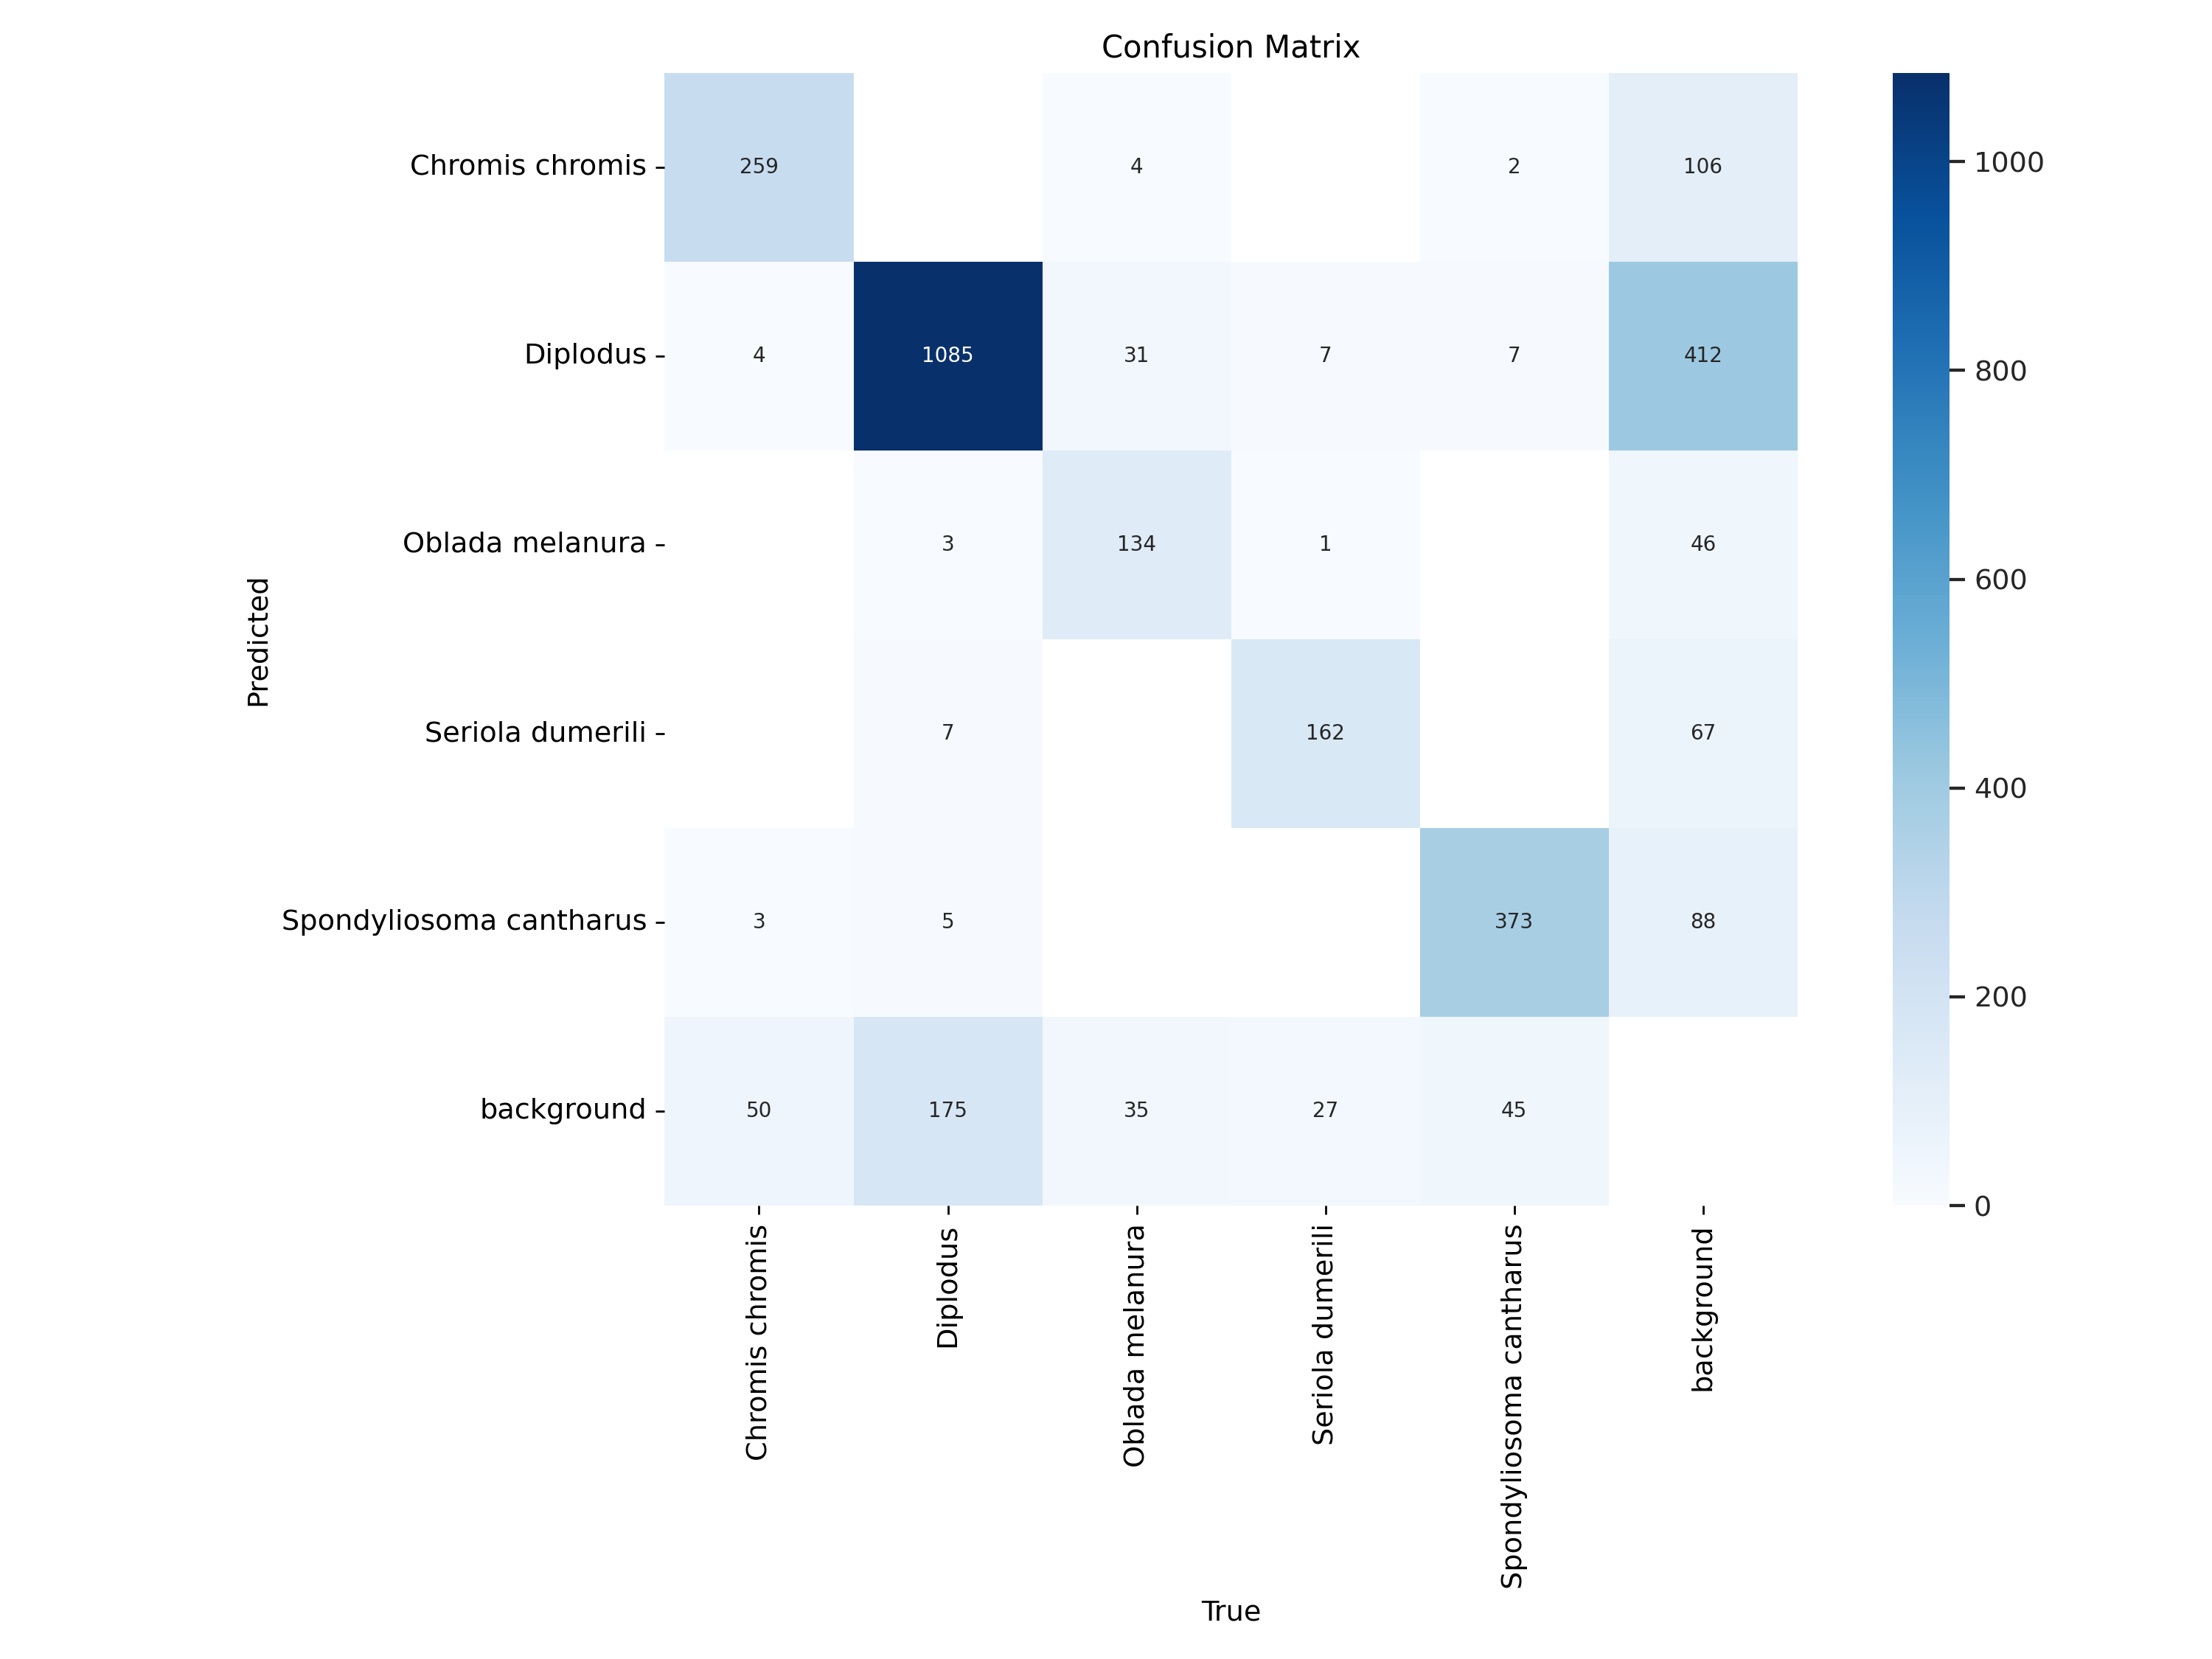 Confusion Matrix
Chromis chromis 259 4 2 106
Diplodus 4 1085 31 7 7 412
Oblada melanura 3 134 1 46
Seriola dumerili 7 162 67
Spondyliosoma cantharus 3 5 373 88
background 50 175 35 27 45
Predicted
Chromis chromis
Diplodus
Oblada melanura
Seriola dumerili
Spondyliosoma cantharus
background
True
1000
800
600
400
200
0